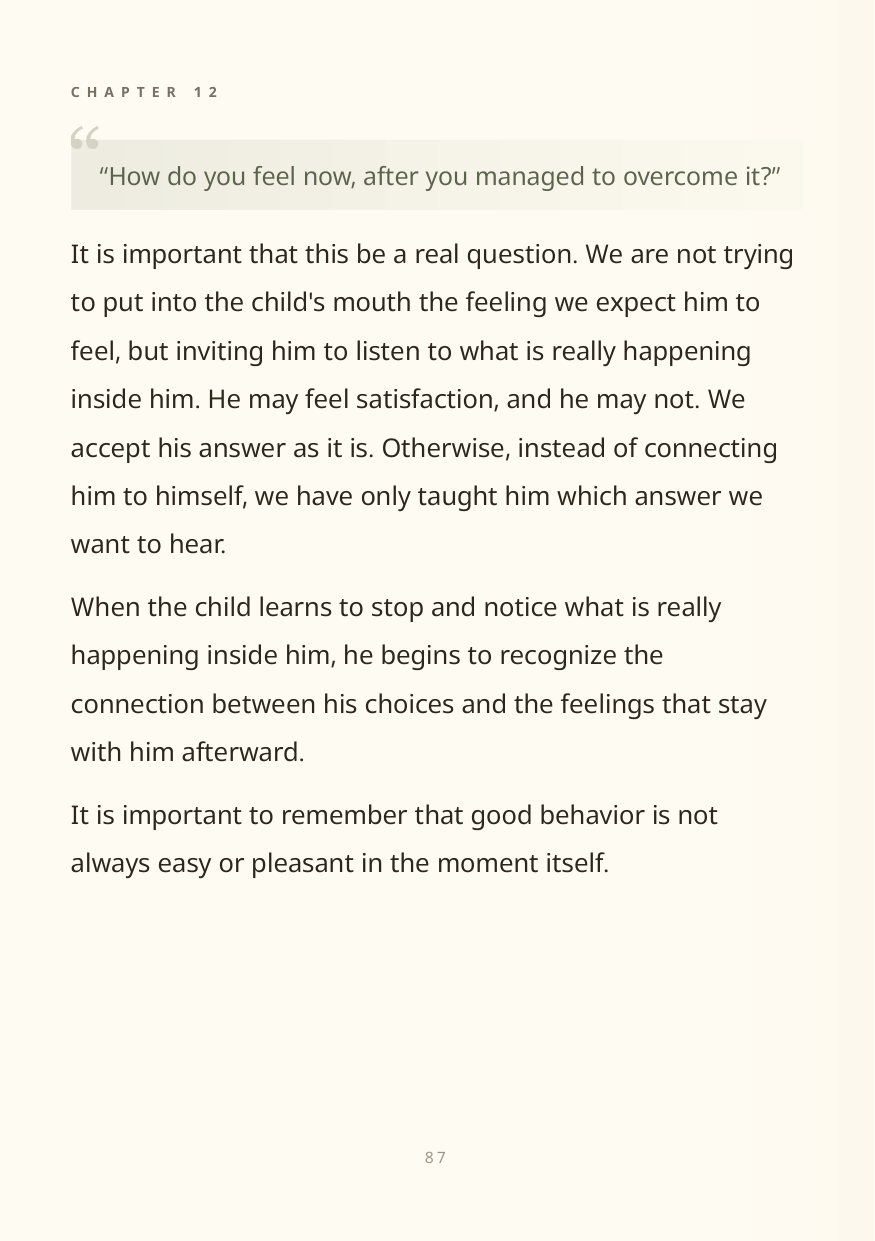 CHAPTER 12
“
“How do you feel now, after you managed to overcome it?”
It is important that this be a real question. We are not trying
to put into the child's mouth the feeling we expect him to
feel, but inviting him to listen to what is really happening
inside him. He may feel satisfaction, and he may not. We
accept his answer as it is. Otherwise, instead of connecting
him to himself, we have only taught him which answer we
want to hear.
When the child learns to stop and notice what is really
happening inside him, he begins to recognize the
connection between his choices and the feelings that stay
with him afterward.
It is important to remember that good behavior is not
always easy or pleasant in the moment itself.
87